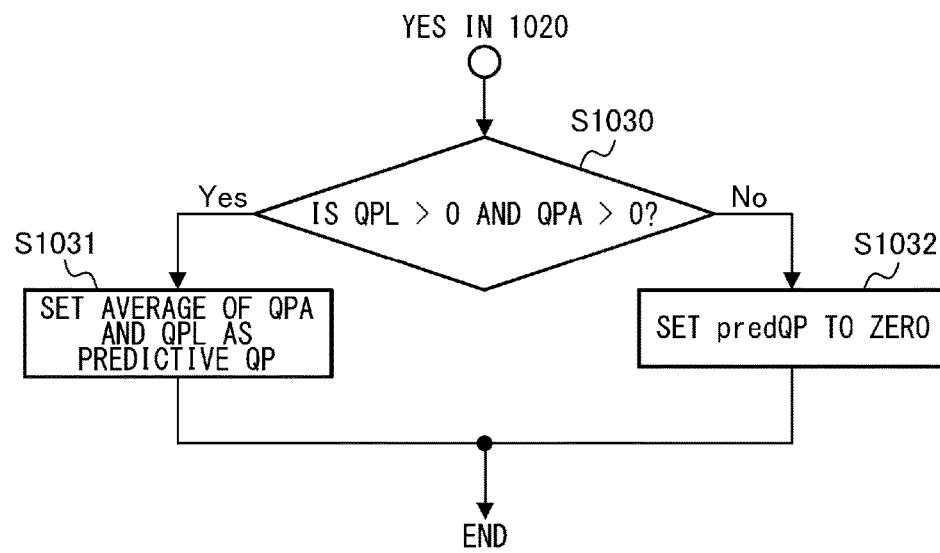 YES IN 1020
S1030
Yes
IS QPL > 0 AND QPA > 0?
No
S1031
SET AVERAGE OF QPA
AND QPL AS
PREDICTIVE QP
S1032
SET predQP TO ZERO
END